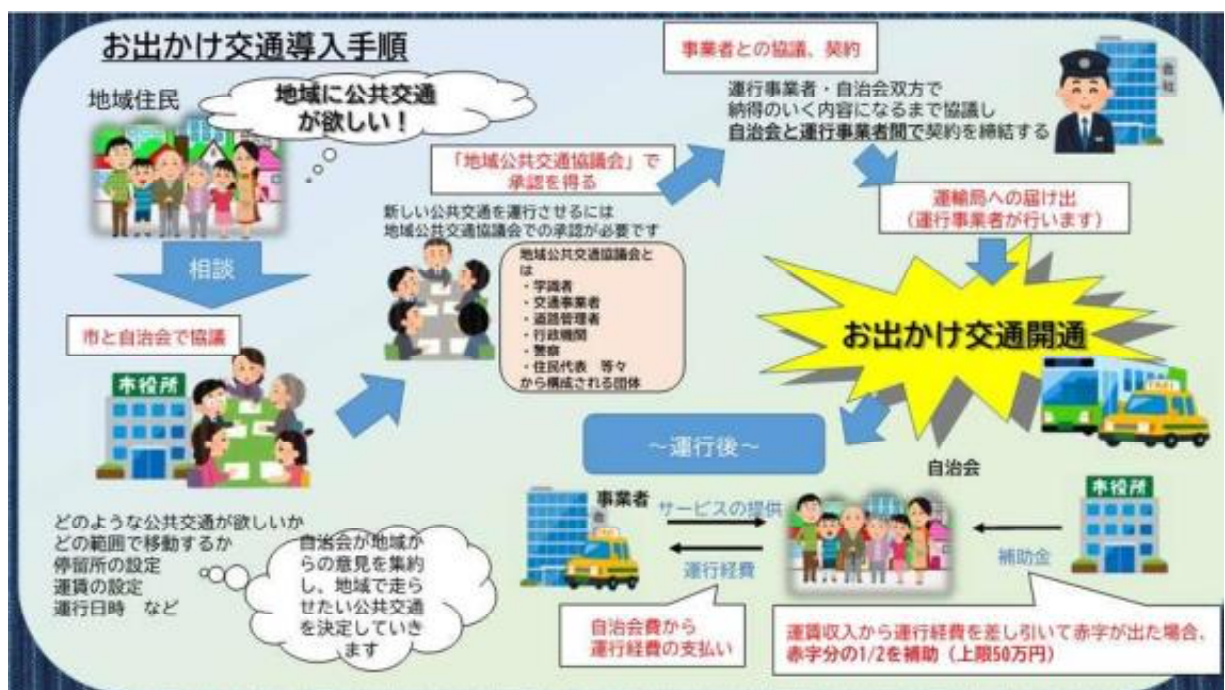 お出かけ交通導入手順
地域住民
地域に公共交通
が欲しい！
相談
市と自治会で協議
市役所
どのような公共交通が欲しいか
どの範囲で移動するか
停留所の設定
運賃の設定
運行日時　など
自治会が地域か
らの意見を集約
し、地域で走ら
せたい公共交通
を決定していき
ます
「地域公共交通協議会」で
承認を得る
新しい公共交通を運行させるには
地域公共交通協議会での承認が必要です
地域公共交通協議会と
は
・学識者
・交通事業者
・道路管理者
・行政機関
・警察
・住民代表　等々
から構成される団体
事業者との協議、契約
運行事業者・自治会双方で
納得のいく内容になるまで協議し
自治会と運行事業者間で契約を締結する
会社
運輸局への届け出
（運行事業者が行います）
お出かけ交通開通
TAXI
～運行後～
事業者
サービスの提供
運行経費
自治会
市役所
補助金
自治会費から
運行経費の支払い
運賃収入から運行経費を差し引いて赤字が出た場合、
赤字分の1/2を補助（上限50万円）